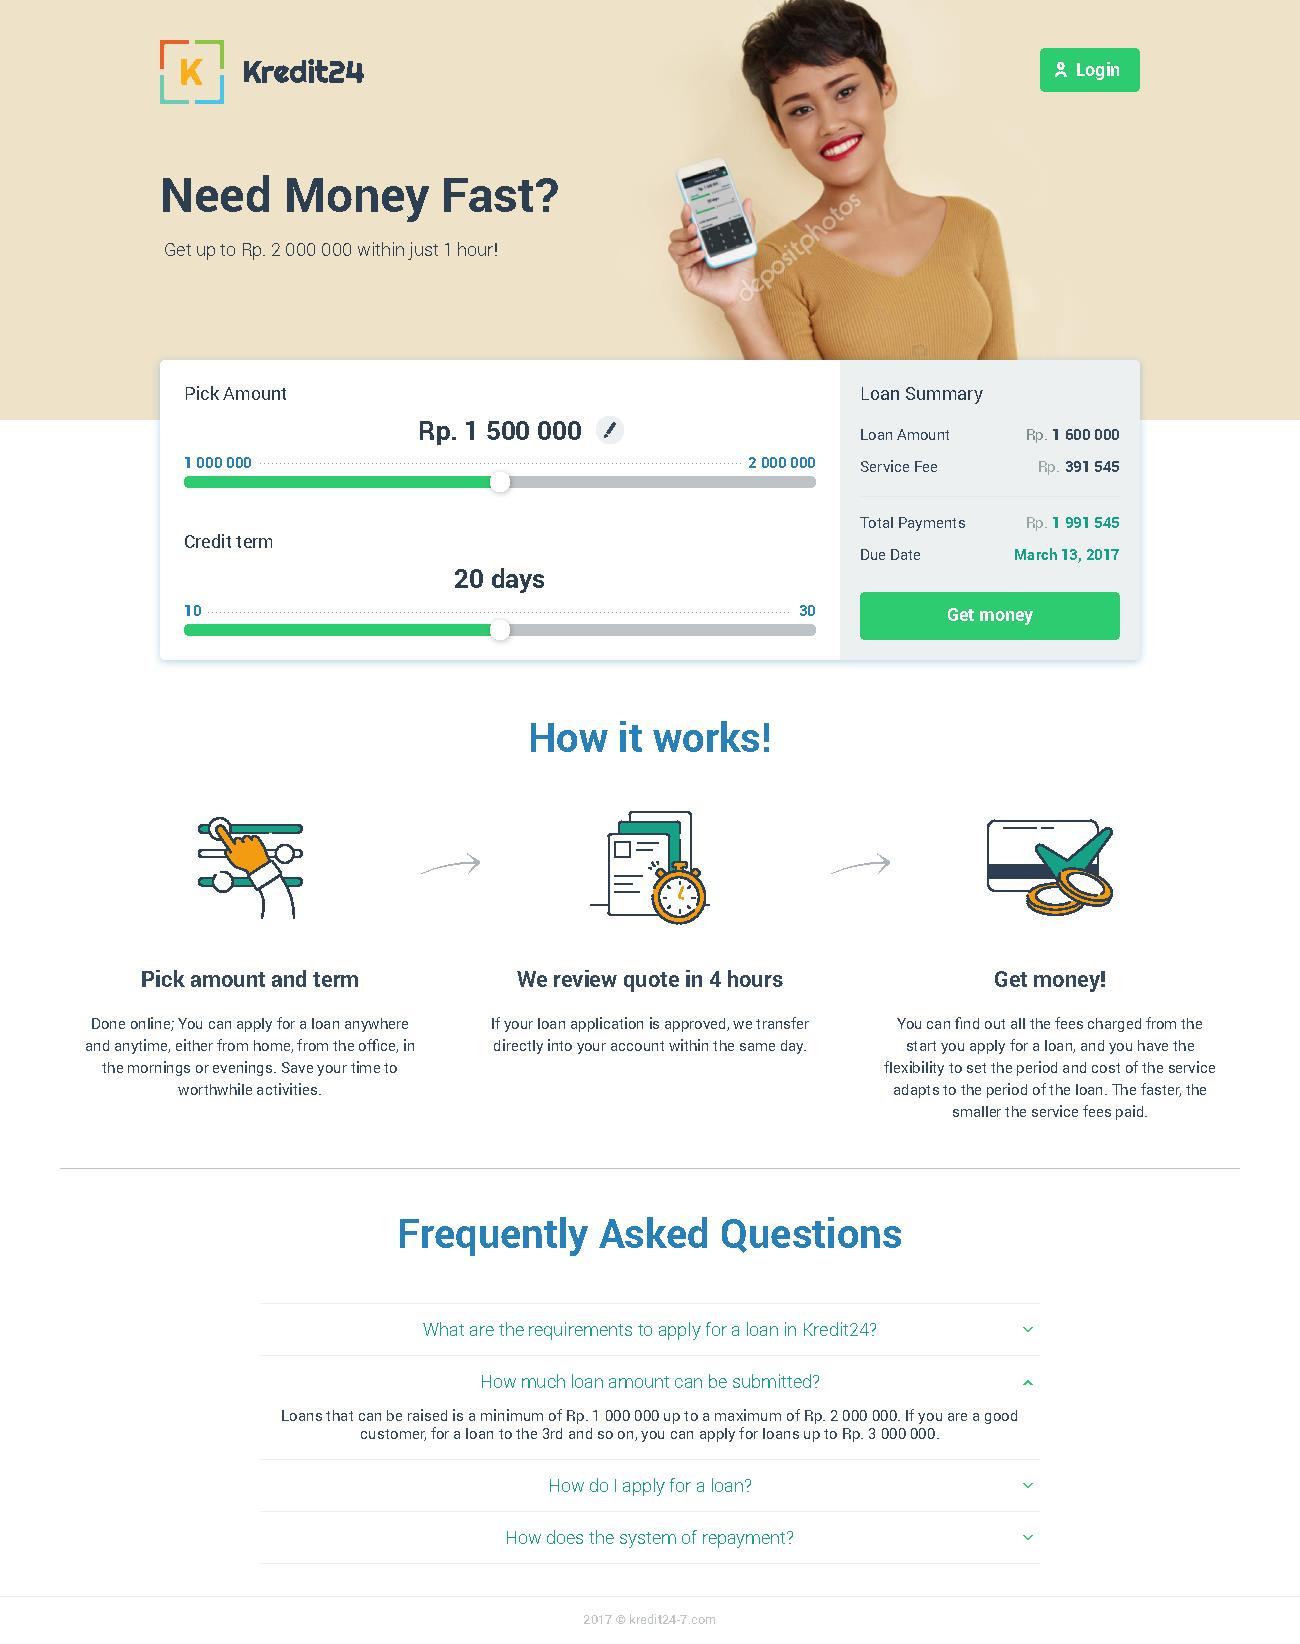 K
Kredit24
Login
Need Money Fast?
Get up to Rp. 2 000 000 within just 1 hour!
depositphotos
Pick Amount
Rp. 1 500 000
1 000 000
2 000 000
Credit term
20 days
10
30
Loan Summary
Loan Amount Rp. 1 600 000
Service Fee Rp. 391 545
Total Payments Rp. 1 991 545
Due Date March 13, 2017
Get money
How it works!
Pick amount and term
Done online; You can apply for a loan anywhere
and anytime, either from home, from the office, in
the mornings or evenings. Save your time to
worthwhile activities.
We review quote in 4 hours
If your loan application is approved, we transfer
directly into your account within the same day.
Get money!
You can find out all the fees charged from the
start you apply for a loan, and you have the
flexibility to set the period and cost of the service
adapts to the period of the loan. The faster, the
smaller the service fees paid.
Frequently Asked Questions
What are the requirements to apply for a loan in Kredit24?
How much loan amount can be submitted?
Loans that can be raised is a minimum of Rp. 1 000 000 up to a maximum of Rp. 2 000 000. If you are a good
customer, for a loan to the 3rd and so on, you can apply for loans up to Rp. 3 000 000.
How do I apply for a loan?
How does the system of repayment?
2017 © kredit24-7.com